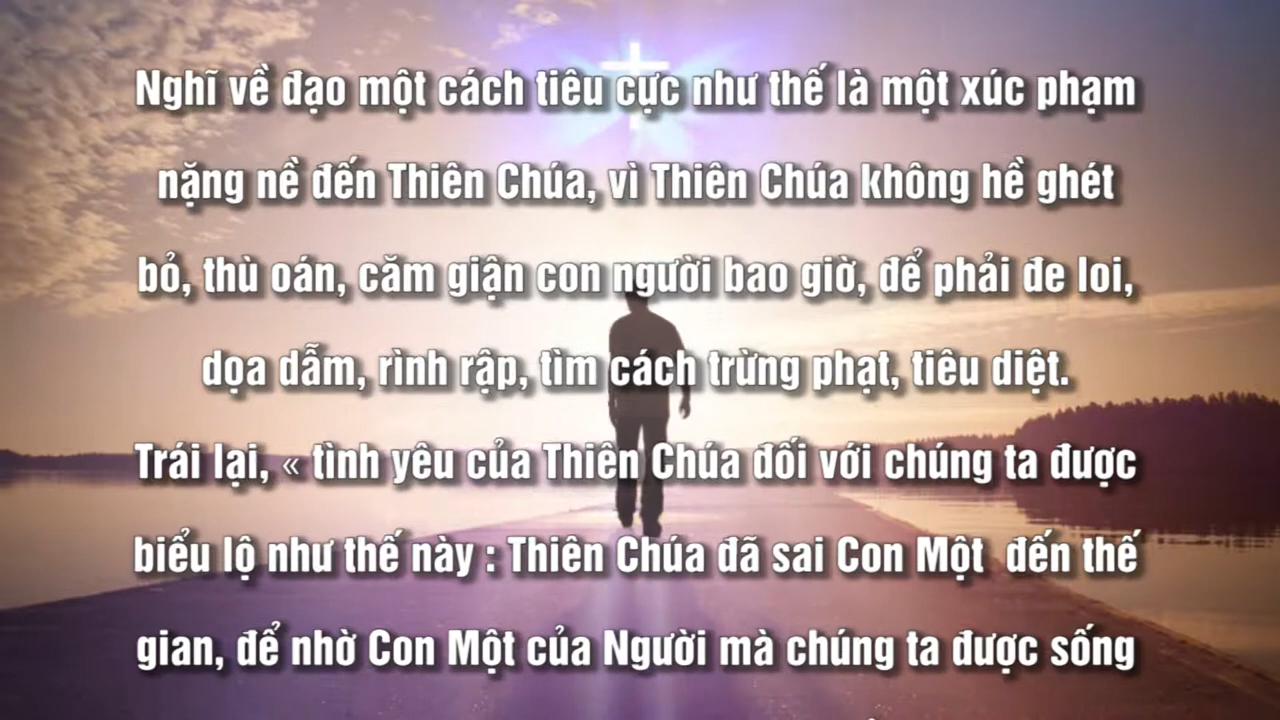 Nghĩ về đạo một cách tiêu cực như thế là một xúc phạm
nặng nề đến Thiên Chúa, vì Thiên Chúa không hề ghét
bỏ, thù oán, căm giận con người bao giờ, để phải đe loi,
dọa dẫm, rình rập, tìm cách trừng phạt, tiêu diệt.
Trái lại, « tình yêu của Thiên Chúa đối với chúng ta được
biểu lộ như thế này : Thiên Chúa đã sai Con Một đến thế
gian, để nhờ Con Một của Người mà chúng ta được sống